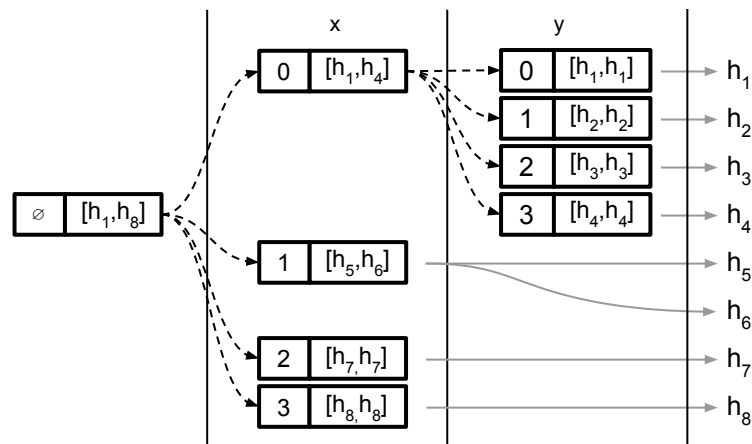 x y
0 [h1,h4] 0 [h1,h1] h1
1 [h2,h2] h2
2 [h3,h3] h3
∅ [h1,h8] 3 [h4,h4] h4
1 [h5,h6] h5
h6
2 [h7,h7] h7
3 [h8,h8] h8